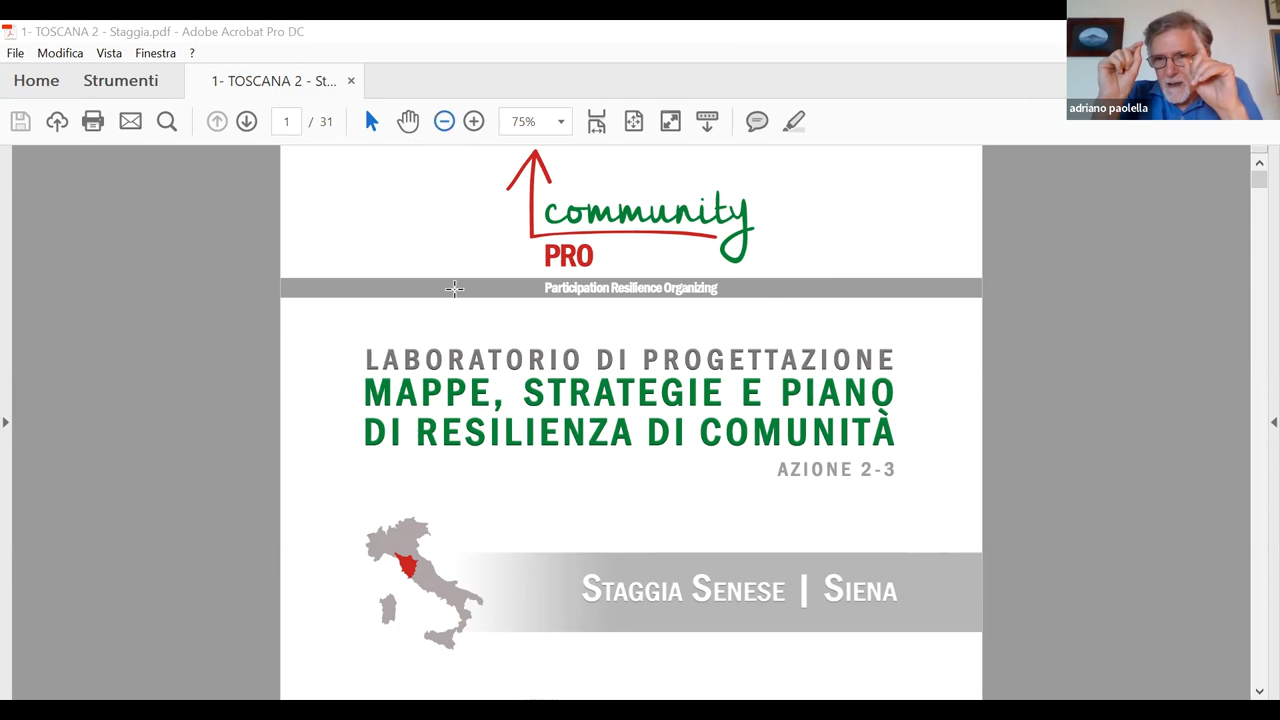 1- TOSCANA 2 - Staggia.pdf - Adobe Acrobat Pro DC
File Modifica Vista Finestra ?
Home Strumenti 1- TOSCANA 2 - St... ×
adriano paolella
1 / 31 75%
community
PRO
Participation Resilience Organizing
LABORATORIO DI PROGETTAZIONE
MAPPE, STRATEGIE E PIANO
DI RESILIENZA DI COMUNITÀ
AZIONE 2-3
STAGGIA SENESE | SIENA